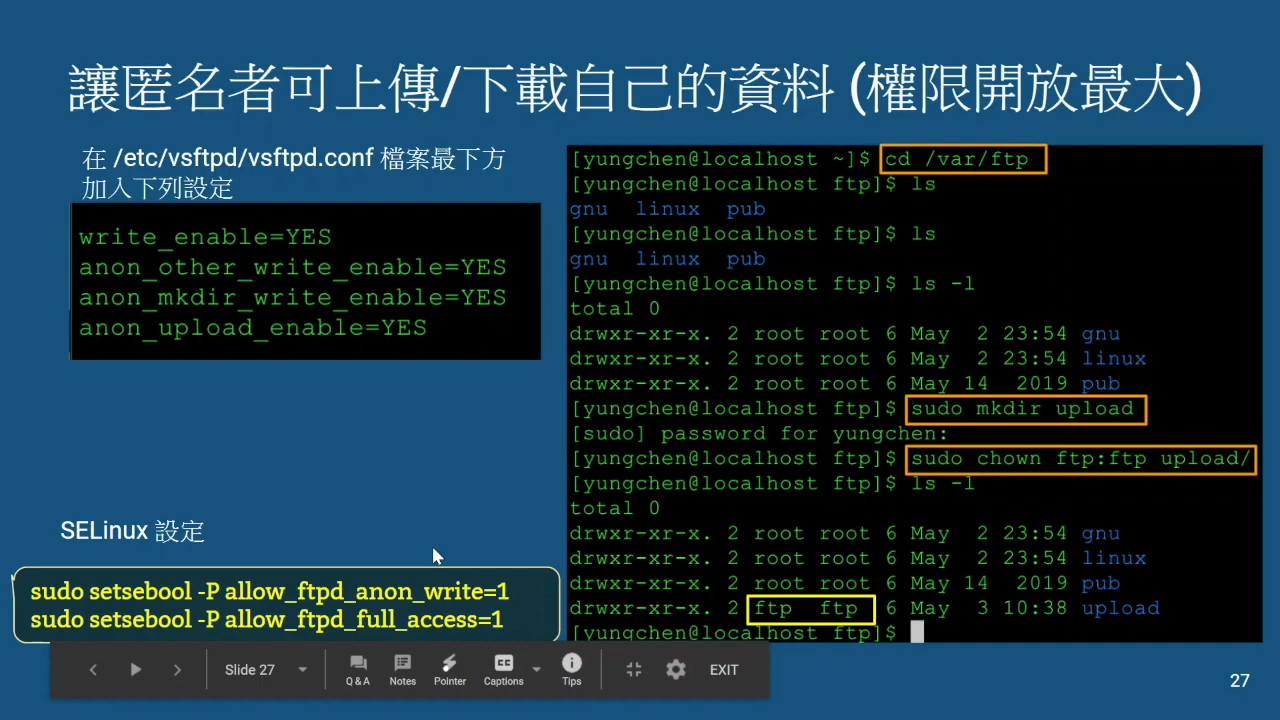 讓匿名者可上傳/下載自己的資料 (權限開放最大)
在 /etc/vsftpd/vsftpd.conf 檔案最下方
加入下列設定
write_enable=YES
anon_other_write_enable=YES
anon_mkdir_write_enable=YES
anon_upload_enable=YES
SELinux 設定
sudo setsebool -P allow_ftpd_anon_write=1
sudo setsebool -P allow_ftpd_full_access=1
[yungchen@localhost ~]$ cd /var/ftp
[yungchen@localhost ftp]$ ls
gnu linux pub
[yungchen@localhost ftp]$ ls
gnu linux pub
[yungchen@localhost ftp]$ ls -l
total 0
drwxr-xr-x. 2 root root 6 May 2 23:54 gnu
drwxr-xr-x. 2 root root 6 May 2 23:54 linux
drwxr-xr-x. 2 root root 6 May 14 2019 pub
[yungchen@localhost ftp]$ sudo mkdir upload
[sudo] password for yungchen:
[yungchen@localhost ftp]$ sudo chown ftp:ftp upload/
[yungchen@localhost ftp]$ ls -l
total 0
drwxr-xr-x. 2 root root 6 May 2 23:54 gnu
drwxr-xr-x. 2 root root 6 May 2 23:54 linux
drwxr-xr-x. 2 root root 6 May 14 2019 pub
drwxr-xr-x. 2 ftp ftp 6 May 3 10:38 upload
[yungchen@localhost ftp]$
Slide 27
Q & A
Notes
Pointer
CC
Captions
Tips
EXIT
27